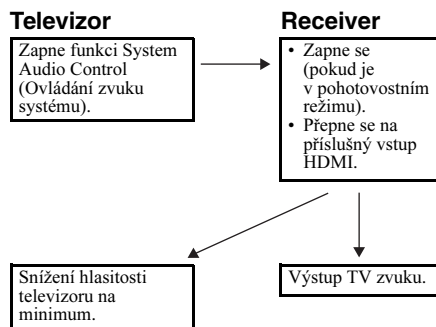 Televizor
Zapne funkci System
Audio Control
(Ovládání zvuku
systému).
Receiver
• Zapne se
(pokud je
v pohotovostním
režimu).
• Přepne se na
příslušný vstup
HDMI.
Snížení hlasitosti
televizoru na
minimum.
Výstup TV zvuku.